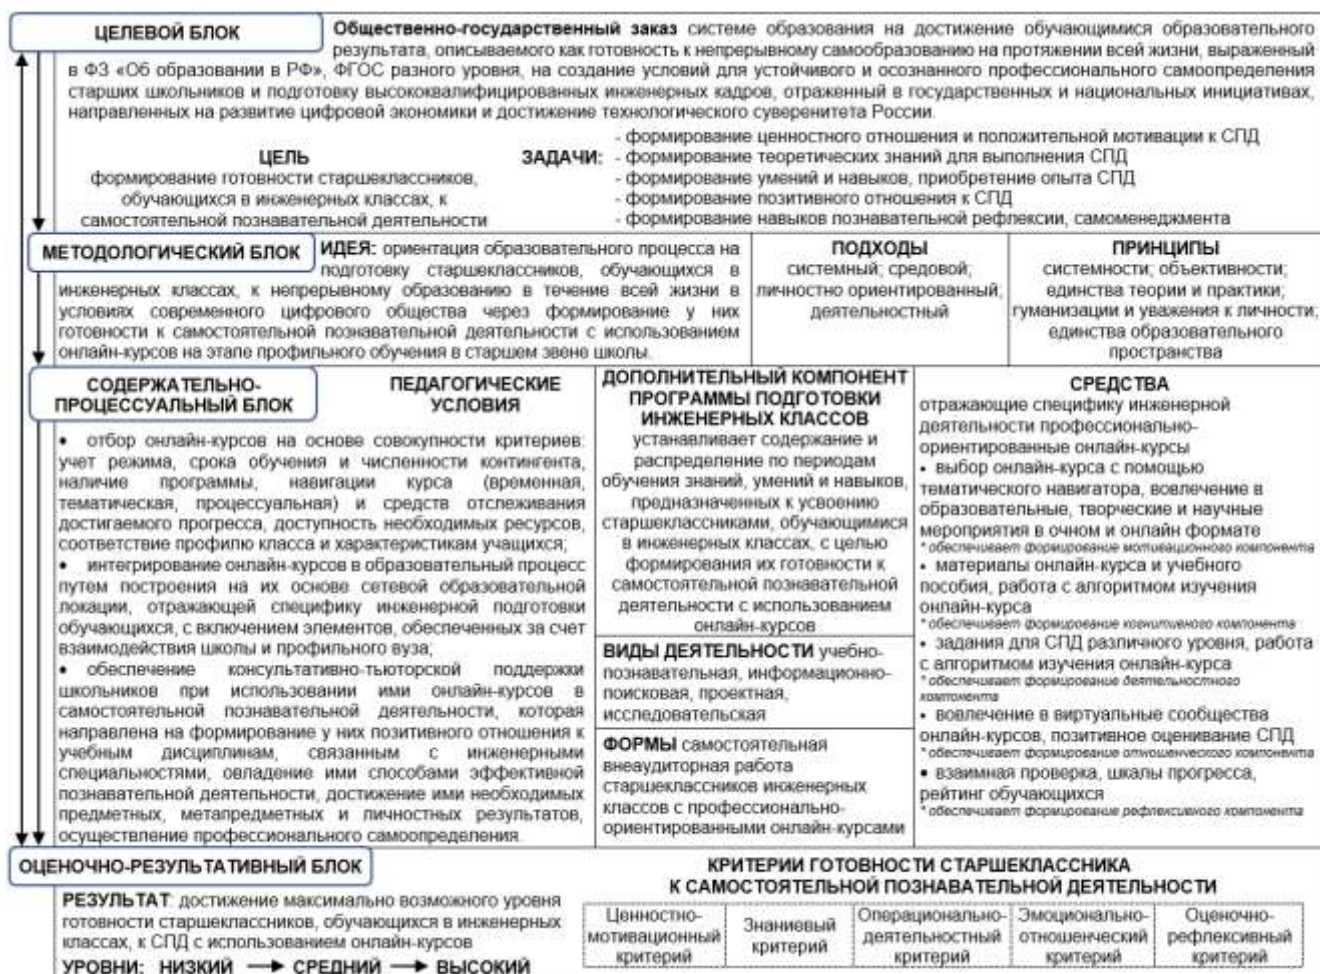 ЦЕЛЕВОЙ БЛОК
Общественно-государственный заказ системе образования на достижение обучающимися образовательного
результата, описываемого как готовность к непрерывному самообразованию на протяжении всей жизни, выраженный
в ФЗ «Об образовании в РФ», ФГОС разного уровня, на создание условий для устойчивого и осознанного профессионального самоопределения
старших школьников и подготовку высококвалифицированных инженерных кадров, отраженный в государственных и национальных инициативах,
направленных на развитие цифровой экономики и достижение технологического суверенитета России.
ЦЕЛЬ
формирование готовности старшеклассников,
обучающихся в инженерных классах, к
самостоятельной познавательной деятельности
ЗАДАЧИ:
- формирование ценностного отношения и положительной мотивации к СПД
- формирование теоретических знаний для выполнения СПД
- формирование умений и навыков, приобретение опыта СПД
- формирование позитивного отношения к СПД
- формирование навыков познавательной рефлексии, самоменеджмента
МЕТОДОЛОГИЧЕСКИЙ БЛОК
ИДЕЯ: ориентация образовательного процесса на
подготовку старшеклассников, обучающихся в
инженерных классах, к непрерывному образованию в течение всей жизни в
условиях современного цифрового общества через формирование у них
готовности к самостоятельной познавательной деятельности с использованием
онлайн-курсов на этапе профильного обучения в старшем звене школы.
ПОДХОДЫ
системный; средовой;
личностно ориентированный;
деятельностный
ПРИНЦИПЫ
системности; объективности;
единства теории и практики;
гуманизации и уважения к личности;
единства образовательного
пространства
СОДЕРЖАТЕЛЬНО-
ПРОЦЕССУАЛЬНЫЙ БЛОК
ПЕДАГОГИЧЕСКИЕ
УСЛОВИЯ
• отбор онлайн-курсов на основе совокупности критериев:
учет режима, срока обучения и численности контингента,
наличие программы, навигации курса (временная,
тематическая, процессуальная) и средств отслеживания
достигаемого прогресса, доступность необходимых ресурсов,
соответствие профилю класса и характеристикам учащихся;
• интегрирование онлайн-курсов в образовательный процесс
путем построения на их основе сетевой образовательной
локации, отражающей специфику инженерной подготовки
обучающихся, с включением элементов, обеспеченных за счет
взаимодействия школы и профильного вуза;
• обеспечение консультативно-тьюторской поддержки
школьников при использовании ими онлайн-курсов в
самостоятельной познавательной деятельности, которая
направлена на формирование у них позитивного отношения к
учебным дисциплинам, связанным с инженерными
специальностями, овладение ими способами эффективной
познавательной деятельности, достижение ими необходимых
предметных, метапредметных и личностных результатов,
осуществление профессионального самоопределения.
ДОПОЛНИТЕЛЬНЫЙ КОМПОНЕНТ
ПРОГРАММЫ ПОДГОТОВКИ
ИНЖЕНЕРНЫХ КЛАССОВ
устанавливает содержание и
распределение по периодам
обучения знаний, умений и навыков,
предназначенных к усвоению
старшеклассниками, обучающимися
в инженерных классах, с целью
формирования их готовности к
самостоятельной познавательной
деятельности с использованием
онлайн-курсов
ВИДЫ ДЕЯТЕЛЬНОСТИ учебно-
познавательная, информационно-
поисковая, проектная,
исследовательская
ФОРМЫ самостоятельная
внеаудиторная работа
старшеклассников инженерных
классов с профессионально-
ориентированными онлайн-курсами
СРЕДСТВА
отражающие специфику инженерной
деятельности профессионально-
ориентированные онлайн-курсы
• выбор онлайн-курса с помощью
тематического навигатора, вовлечение в
образовательные, творческие и научные
мероприятия в очном и онлайн формате
* обеспечивает формирование мотивационного компонента
• материалы онлайн-курса и учебного
пособия, работа с алгоритмом изучения
онлайн-курса
* обеспечивает формирование когнитивного компонента
• задания для СПД различного уровня, работа
с алгоритмом изучения онлайн-курса
* обеспечивает формирование деятельностного
компонента
• вовлечение в виртуальные сообщества
онлайн-курсов, позитивное оценивание СПД
* обеспечивает формирование отношенческого компонента
• взаимная проверка, шкалы прогресса,
рейтинг обучающихся
* обеспечивает формирование рефлексивного компонента
ОЦЕНОЧНО-РЕЗУЛЬТАТИВНЫЙ БЛОК
РЕЗУЛЬТАТ: достижение максимально возможного уровня
готовности старшеклассников, обучающихся в инженерных
классах, к СПД с использованием онлайн-курсов
УРОВНИ: НИЗКИЙ → СРЕДНИЙ → ВЫСОКИЙ
КРИТЕРИИ ГОТОВНОСТИ СТАРШЕКЛАССНИКА
К САМОСТОЯТЕЛЬНОЙ ПОЗНАВАТЕЛЬНОЙ ДЕЯТЕЛЬНОСТИ
Ценностно-
мотивационный
критерий
Знаниевый
критерий
Операционально-
деятельностный
критерий
Эмоционально-
отношенческий
критерий
Оценочно-
рефлексивный
критерий